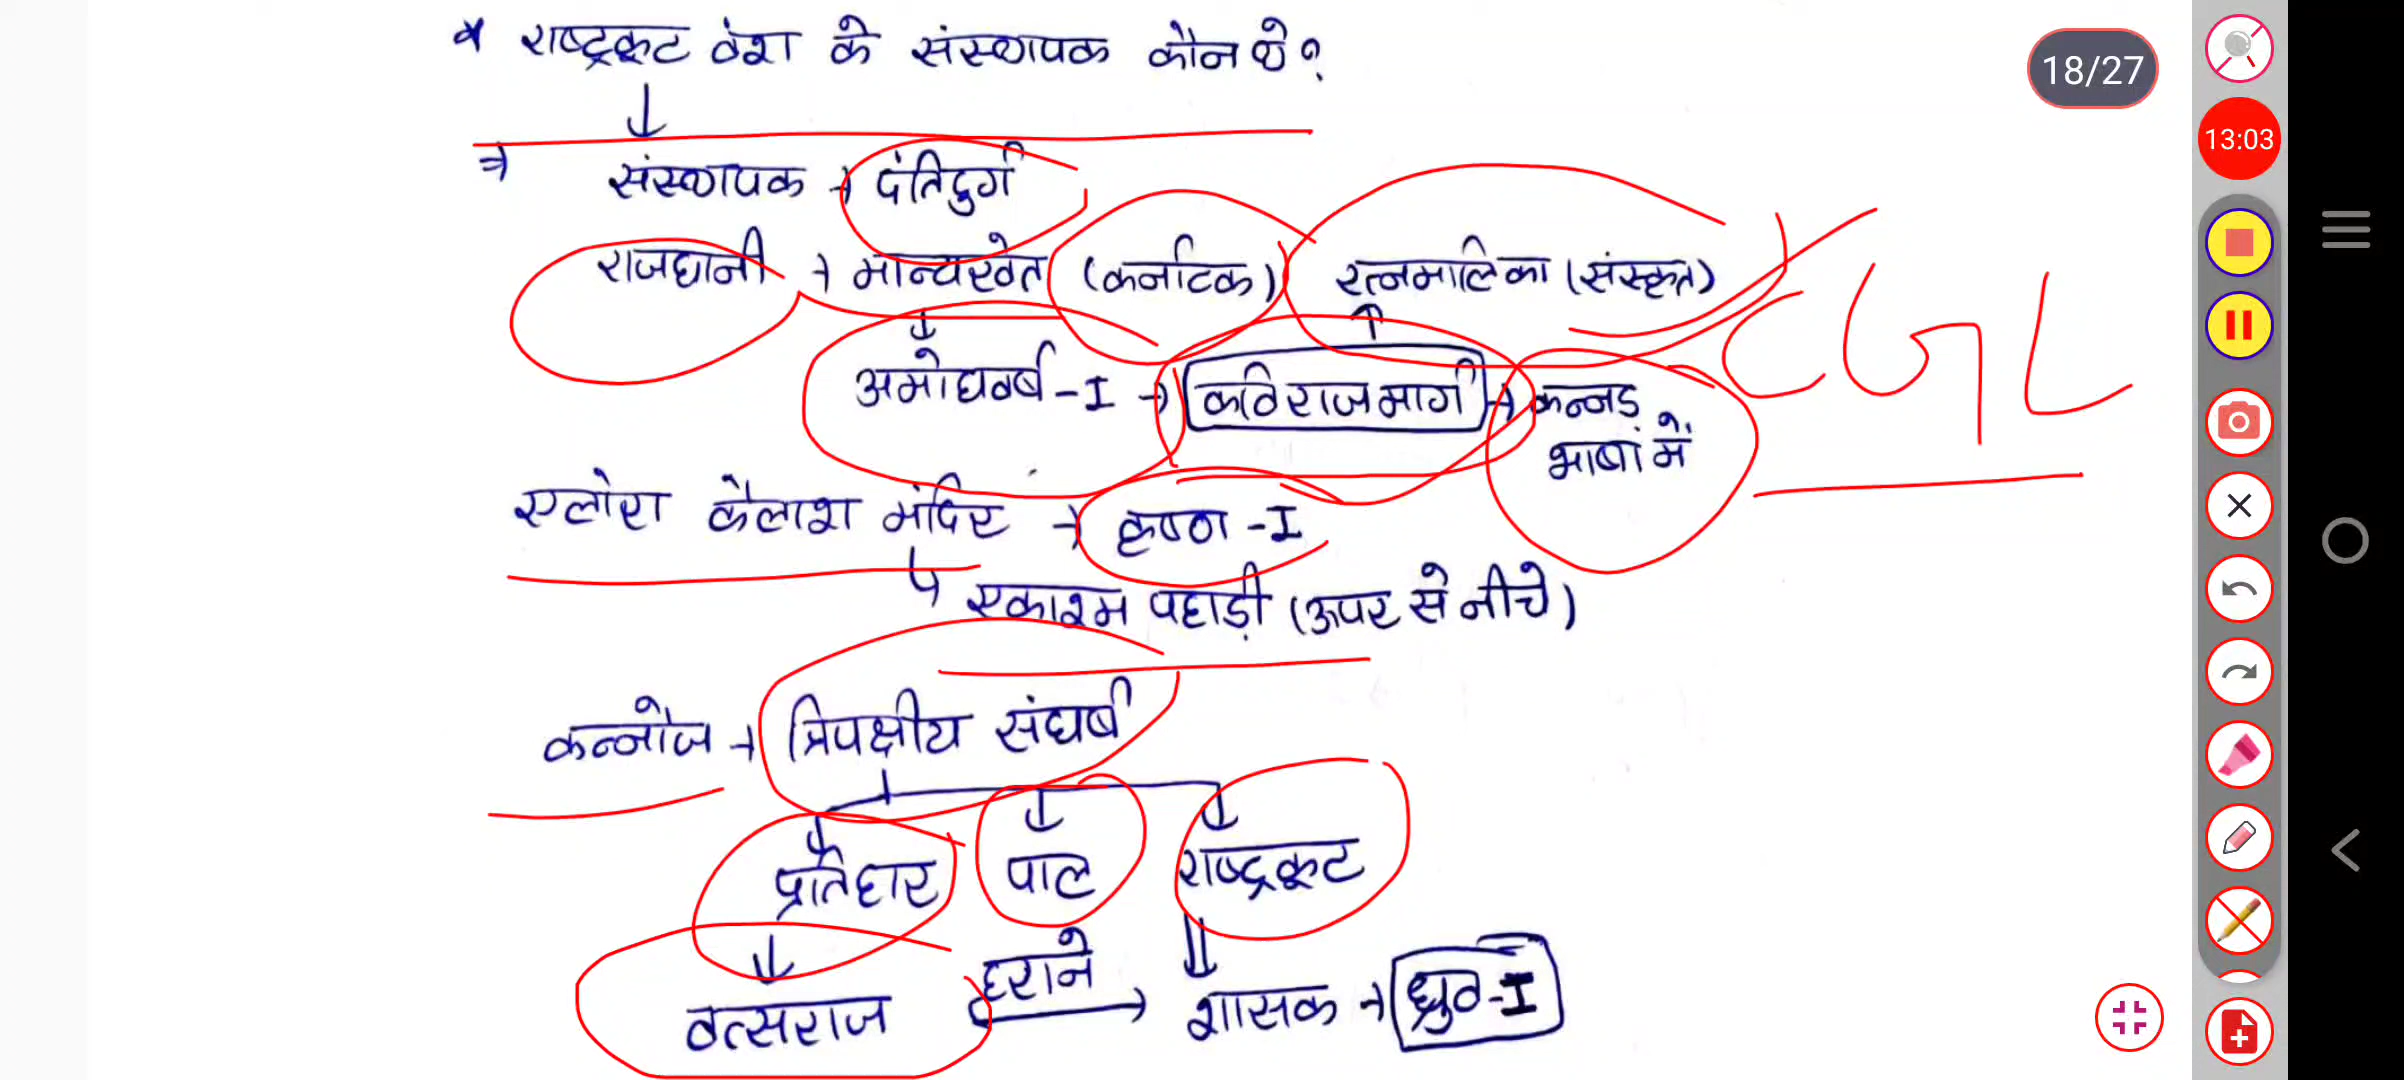 * राष्ट्रकूट वंश के संस्थापक कौन थे?
18/27
13:03
⇒ संस्थापक → दंतिदुर्ग
राजधानी → मान्यखेत (कर्नाटक) रत्नमालिका (संस्कृत)
CGL
अमोघवर्ष - I → कविराजमार्ग → कन्नड़
भाषा में
एलोरा कैलाश मंदिर → कृष्ण - I
एकाश्म पहाड़ी (ऊपर से नीचे)
कन्नौज → त्रिपक्षीय संघर्ष
प्रतिहार पाल राष्ट्रकूट
वत्सराज हराने → शासक → ध्रुव-I